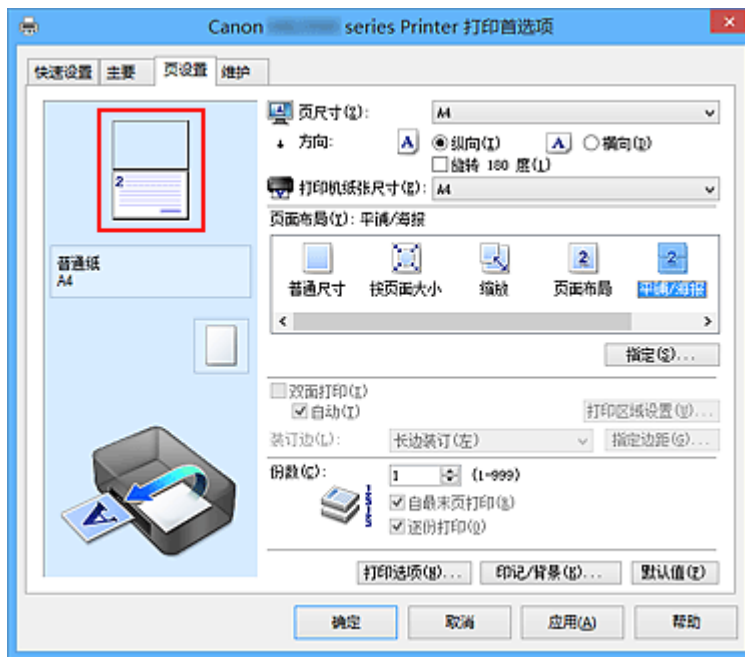 Canon series Printer 打印首选项
快速设置 主要 页设置 维护
2
普通纸
A4
页尺寸(Z): A4
方向: A 纵向(I) A 横向(D)
旋转 180 度(L)
打印机纸张尺寸(E): A4
页面布局(Y): 平铺/海报
普通尺寸 按页面大小 缩放 页面布局 平铺/海报
指定(S)...
双面打印(X)
自动(T) 打印区域设置(U)...
装订边(L): 长边装订(左) 指定边距(G)...
份数(C): 1 (1-999)
自最末页打印(R)
逐份打印(O)
打印选项(N)... 印记/背景(B)... 默认值(F)
确定 取消 应用(A) 帮助